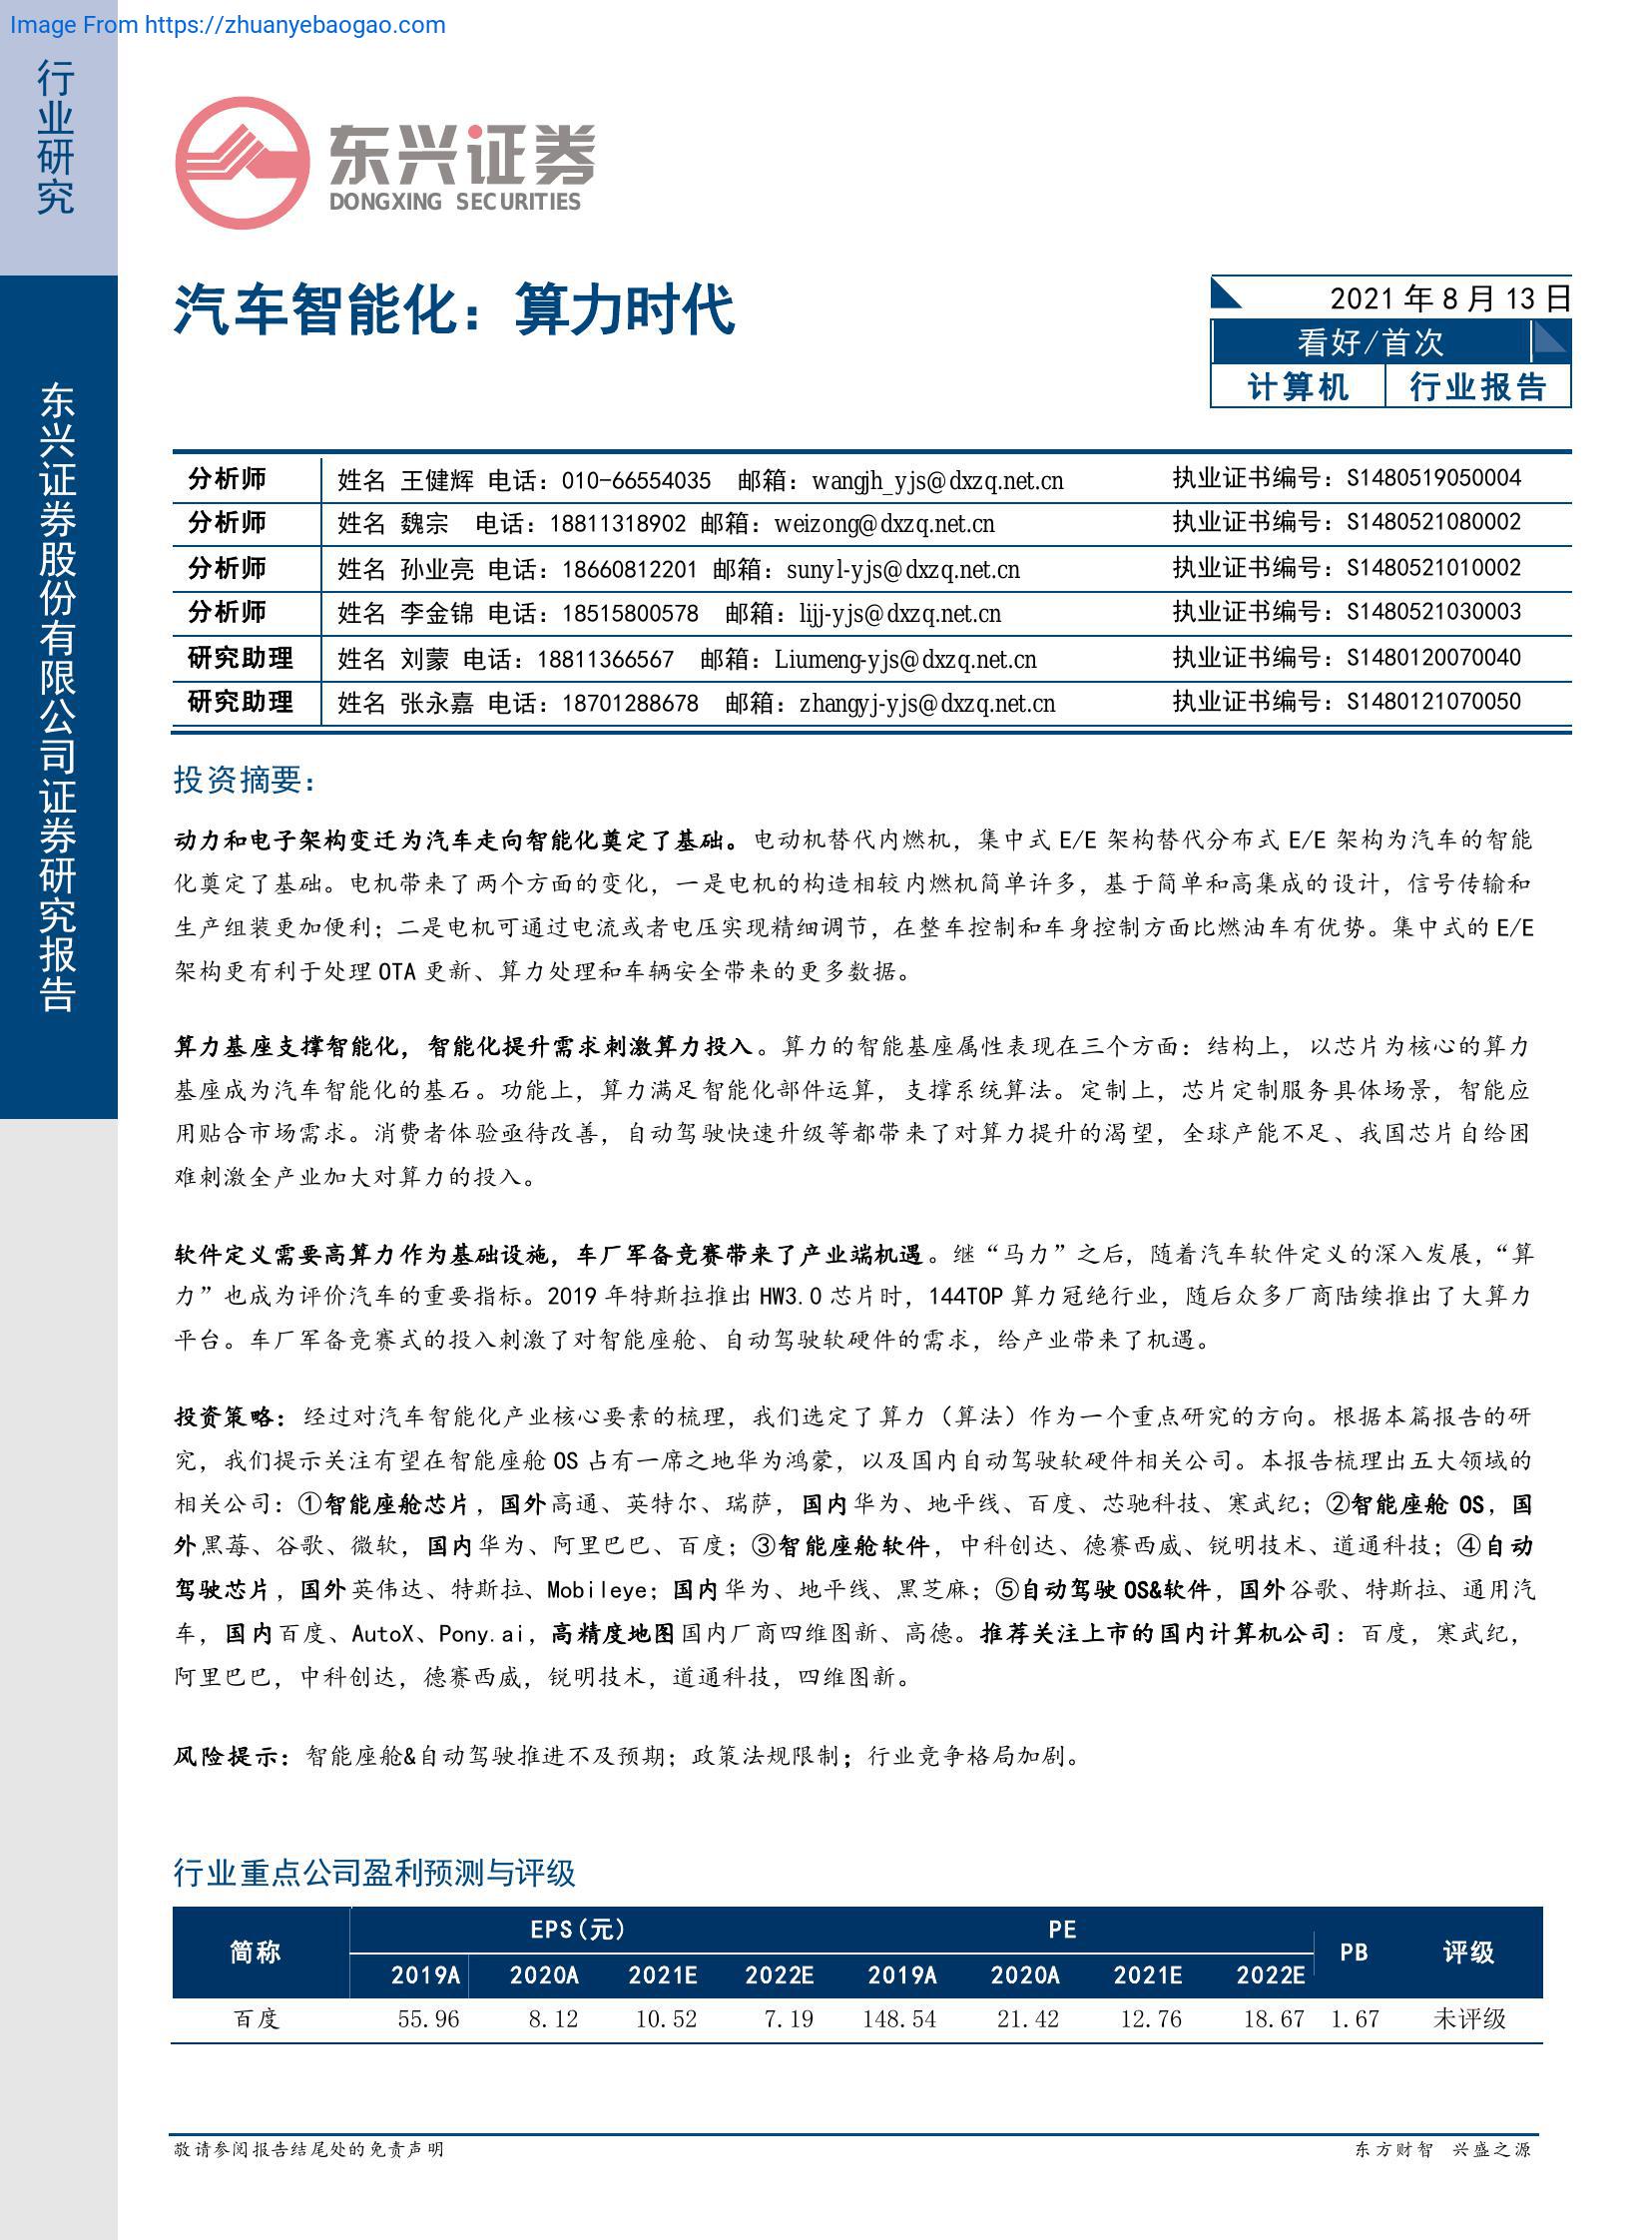 Image From https://zhuanyebaogao.com
行业研究
东兴证券股份有限公司证券研究报告
东兴证券
DONGXING SECURITIES
汽车智能化：算力时代
2021 年 8 月 13 日
看好/首次
计算机 行业报告
分析师 姓名 王健辉 电话：010-66554035 邮箱：wangjh_yjs@dxzq.net.cn 执业证书编号：S1480519050004
分析师 姓名 魏宗 电话：18811318902 邮箱：weizong@dxzq.net.cn 执业证书编号：S1480521080002
分析师 姓名 孙业亮 电话：18660812201 邮箱：sunyl-yjs@dxzq.net.cn 执业证书编号：S1480521010002
分析师 姓名 李金锦 电话：18515800578 邮箱：lijj-yjs@dxzq.net.cn 执业证书编号：S1480521030003
研究助理 姓名 刘蒙 电话：18811366567 邮箱：Liumeng-yjs@dxzq.net.cn 执业证书编号：S1480120070040
研究助理 姓名 张永嘉 电话：18701288678 邮箱：zhangyj-yjs@dxzq.net.cn 执业证书编号：S1480121070050
投资摘要：
动力和电子架构变迁为汽车走向智能化奠定了基础。电动机替代内燃机，集中式 E/E 架构替代分布式 E/E 架构为汽车的智能
化奠定了基础。电机带来了两个方面的变化，一是电机的构造相较内燃机简单许多，基于简单和高集成的设计，信号传输和
生产组装更加便利；二是电机可通过电流或者电压实现精细调节，在整车控制和车身控制方面比燃油车有优势。集中式的 E/E
架构更有利于处理 OTA 更新、算力处理和车辆安全带来的更多数据。
算力基座支撑智能化，智能化提升需求刺激算力投入。算力的智能基座属性表现在三个方面：结构上，以芯片为核心的算力
基座成为汽车智能化的基石。功能上，算力满足智能化部件运算，支撑系统算法。定制上，芯片定制服务具体场景，智能应
用贴合市场需求。消费者体验亟待改善，自动驾驶快速升级等都带来了对算力提升的渴望，全球产能不足、我国芯片自给困
难刺激全产业加大对算力的投入。
软件定义需要高算力作为基础设施，车厂军备竞赛带来了产业端机遇。继“马力”之后，随着汽车软件定义的深入发展，“算
力”也成为评价汽车的重要指标。2019 年特斯拉推出 HW3.0 芯片时，144TOP 算力冠绝行业，随后众多厂商陆续推出了大算力
平台。车厂军备竞赛式的投入刺激了对智能座舱、自动驾驶软硬件的需求，给产业带来了机遇。
投资策略：经过对汽车智能化产业核心要素的梳理，我们选定了算力（算法）作为一个重点研究的方向。根据本篇报告的研
究，我们提示关注有望在智能座舱 OS 占有一席之地华为鸿蒙，以及国内自动驾驶软硬件相关公司。本报告梳理出五大领域的
相关公司：①智能座舱芯片，国外高通、英特尔、瑞萨，国内华为、地平线、百度、芯驰科技、寒武纪；②智能座舱 OS，国
外黑莓、谷歌、微软，国内华为、阿里巴巴、百度；③智能座舱软件，中科创达、德赛西威、锐明技术、道通科技；④自动
驾驶芯片，国外英伟达、特斯拉、Mobileye；国内华为、地平线、黑芝麻；⑤自动驾驶 OS&软件，国外谷歌、特斯拉、通用汽
车，国内百度、AutoX、Pony.ai，高精度地图国内厂商四维图新、高德。推荐关注上市的国内计算机公司：百度，寒武纪，
阿里巴巴，中科创达，德赛西威，锐明技术，道通科技，四维图新。
风险提示：智能座舱&自动驾驶推进不及预期；政策法规限制；行业竞争格局加剧。
行业重点公司盈利预测与评级
简称 EPS(元) PE PB 评级
2019A 2020A 2021E 2022E 2019A 2020A 2021E 2022E
百度 55.96 8.12 10.52 7.19 148.54 21.42 12.76 18.67 1.67 未评级
敬请参阅报告结尾处的免责声明 东方财智 兴盛之源